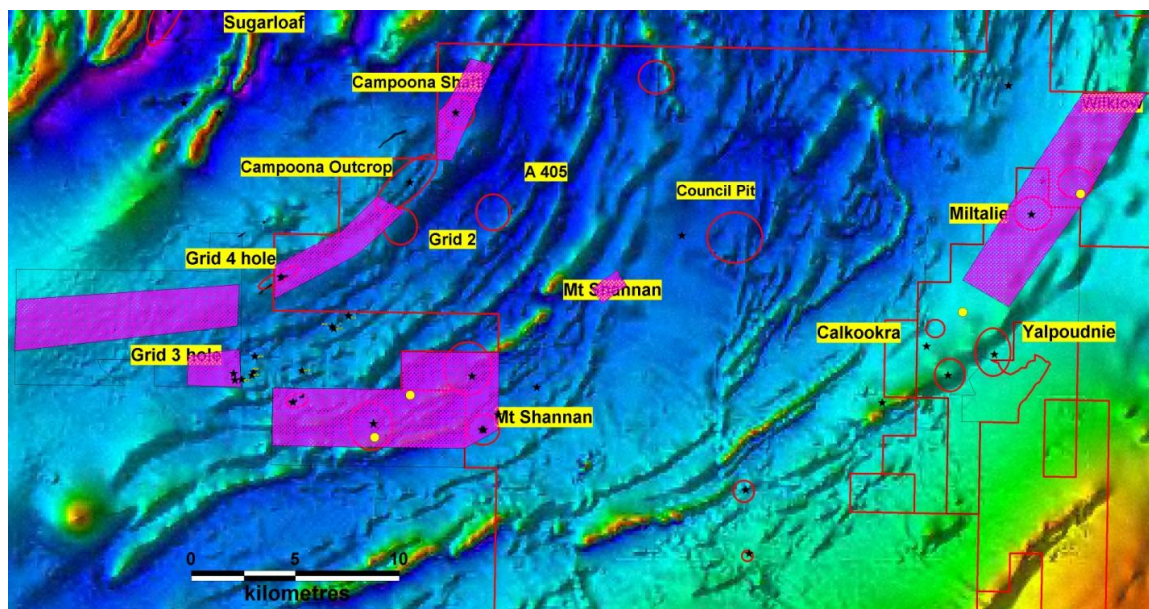 Sugarloaf
Campoona Shaft
Wilklow
Campoona Outcrop
A 405
Council Pit
Miltalie
Grid 2
Grid 4 hole
Mt Shannan
Calkookra
Yalpoudnie
Grid 3 hole
Mt Shannan
0 5 10
kilometres